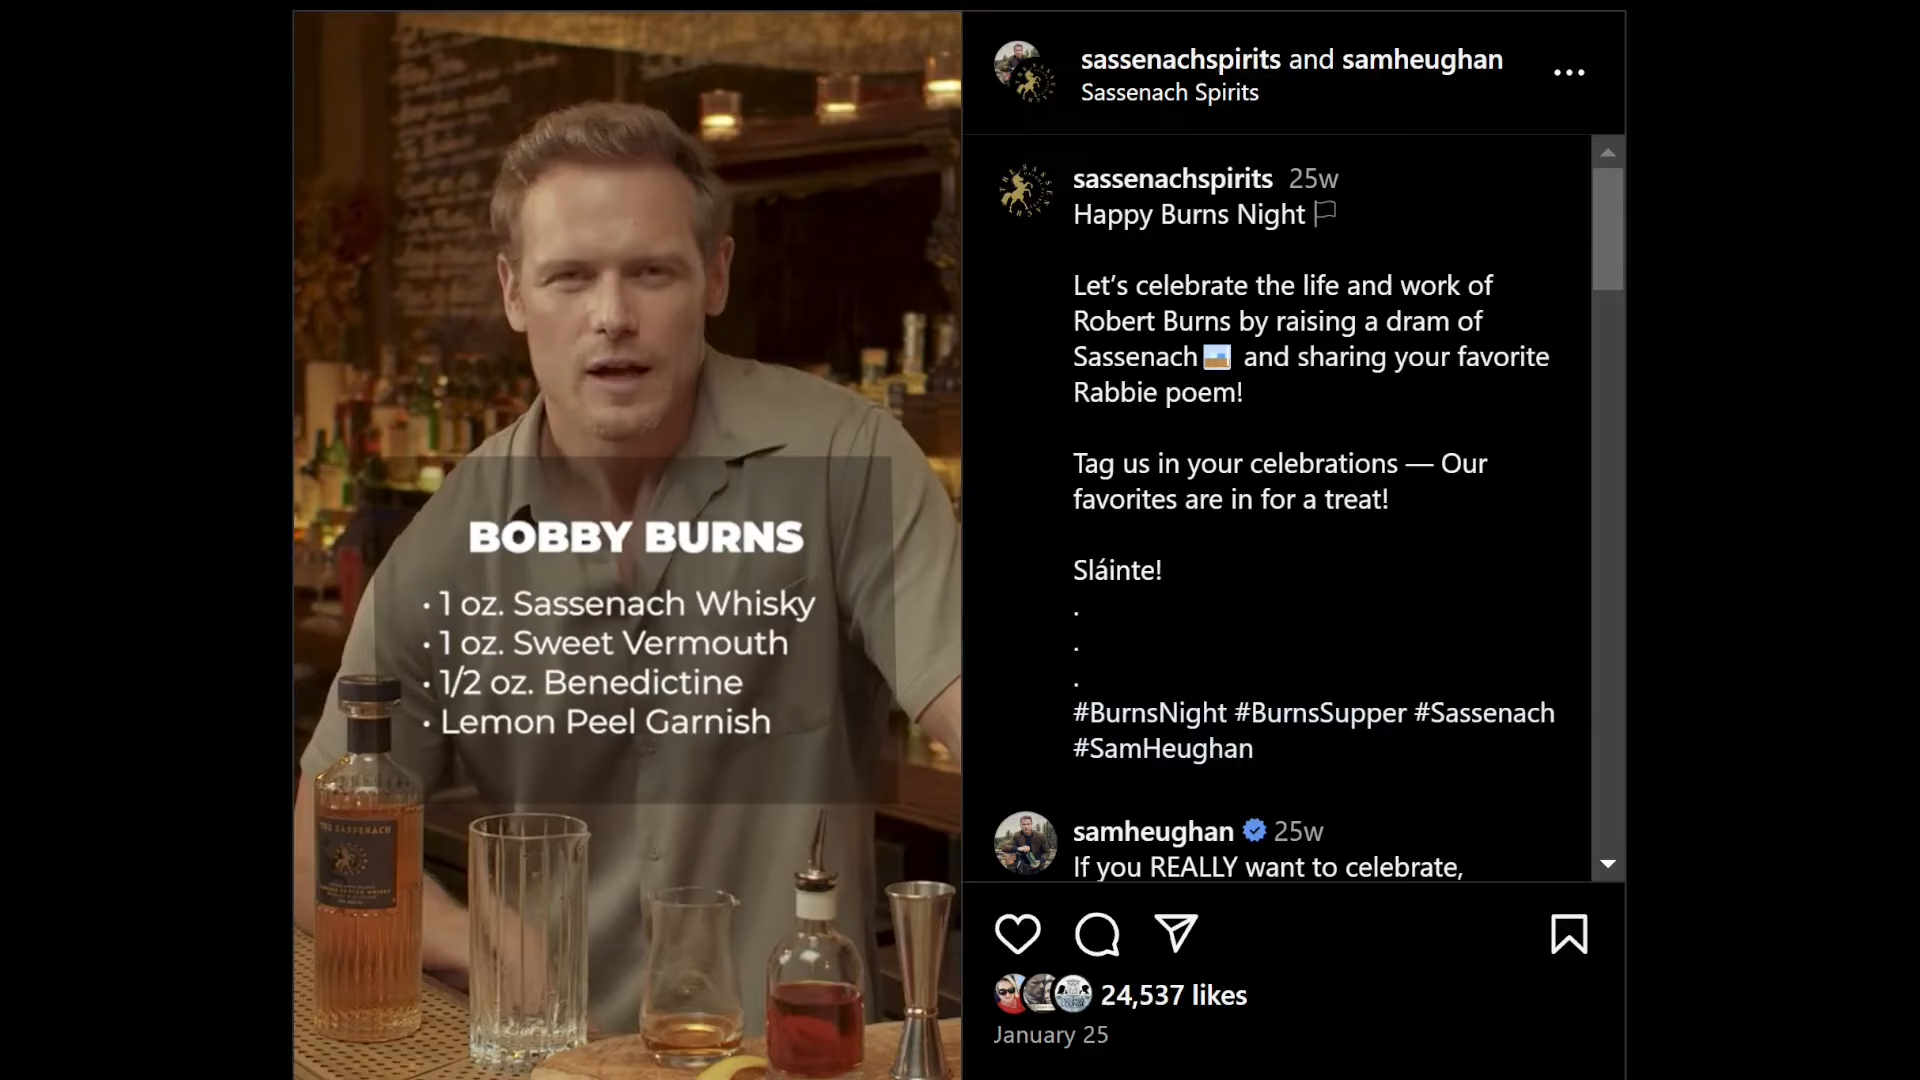 BOBBY BURNS
• 1 oz. Sassenach Whisky
• 1 oz. Sweet Vermouth
• 1/2 oz. Benedictine
• Lemon Peel Garnish
THE SASSENACH
sassenachspirits and samheughan
Sassenach Spirits
sassenachspirits 25w
Happy Burns Night
Let’s celebrate the life and work of
Robert Burns by raising a dram of
Sassenach and sharing your favorite
Rabbie poem!
Tag us in your celebrations — Our
favorites are in for a treat!
Sláinte!
.
.
.
#BurnsNight #BurnsSupper #Sassenach
#SamHeughan
samheughan 25w
If you REALLY want to celebrate,
24,537 likes
January 25